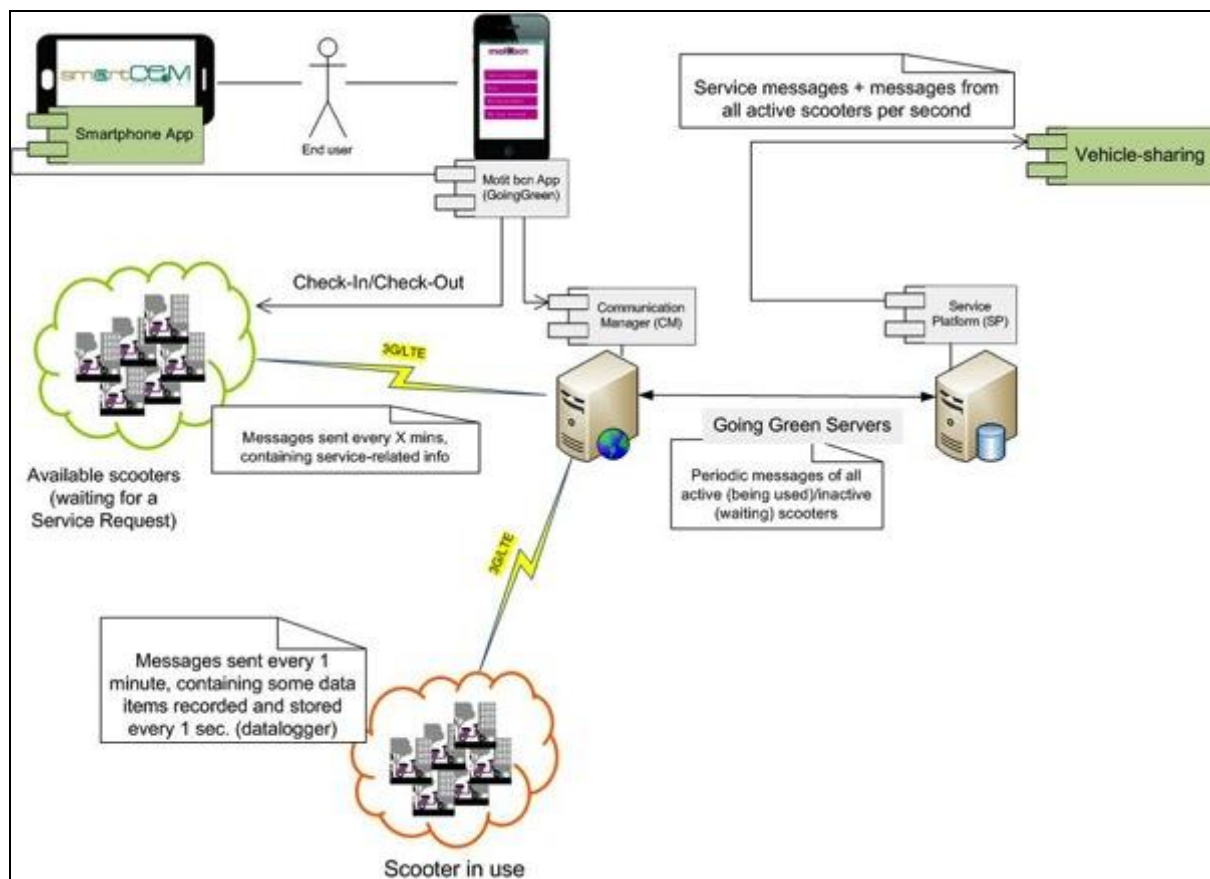 smartCEM
Smartphone App
End user
Motit bcn App
(GoingGreen)
Service messages + messages from
all active scooters per second
Vehicle-sharing
Check-In/Check-Out
Communication
Manager (CM)
Service
Platform (SP)
3G/LTE
Messages sent every X mins,
containing service-related info
Going Green Servers
Available scooters
(waiting for a
Service Request)
Periodic messages of all
active (being used)/inactive
(waiting) scooters
3G/LTE
Messages sent every 1
minute, containing some data
items recorded and stored
every 1 sec. (datalogger)
Scooter in use